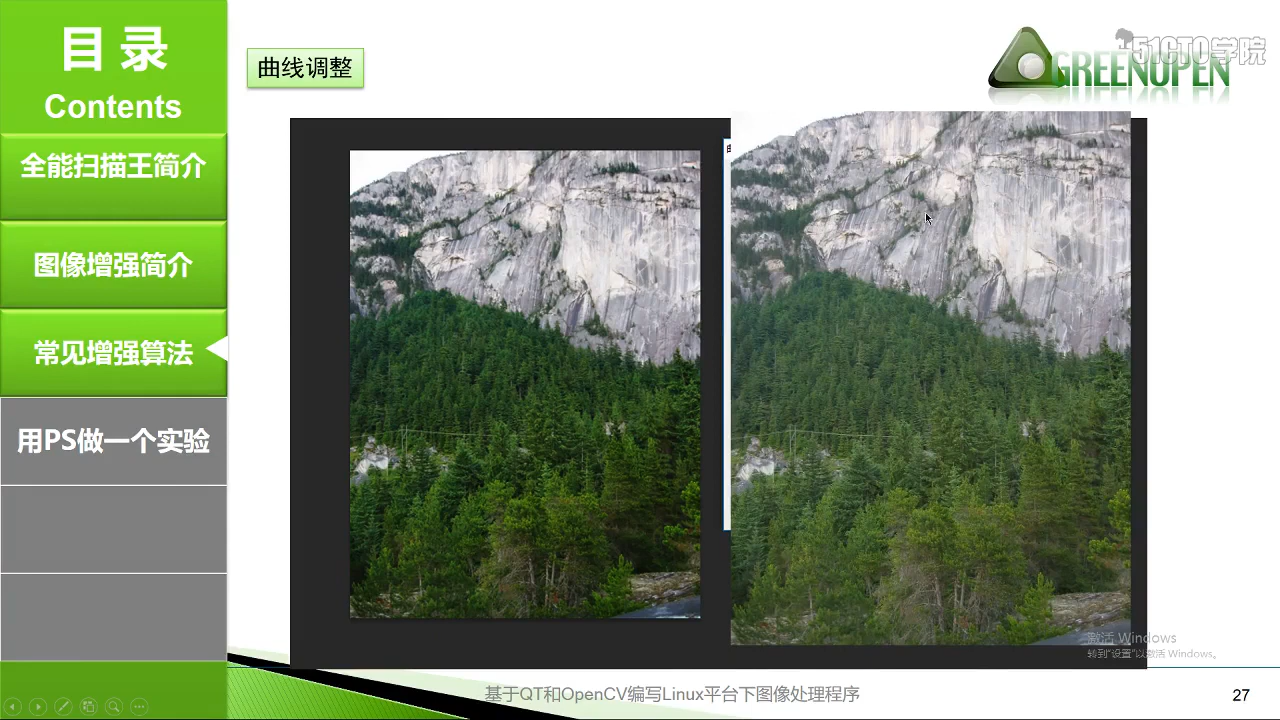 目 录
Contents
全能扫描王简介
图像增强简介
常见增强算法
用PS做一个实验
曲线调整
51CTO学院
GREENOPEN
激活 Windows
转到"设置"以激活 Windows。
基于QT和OpenCV编写Linux平台下图像处理程序
27